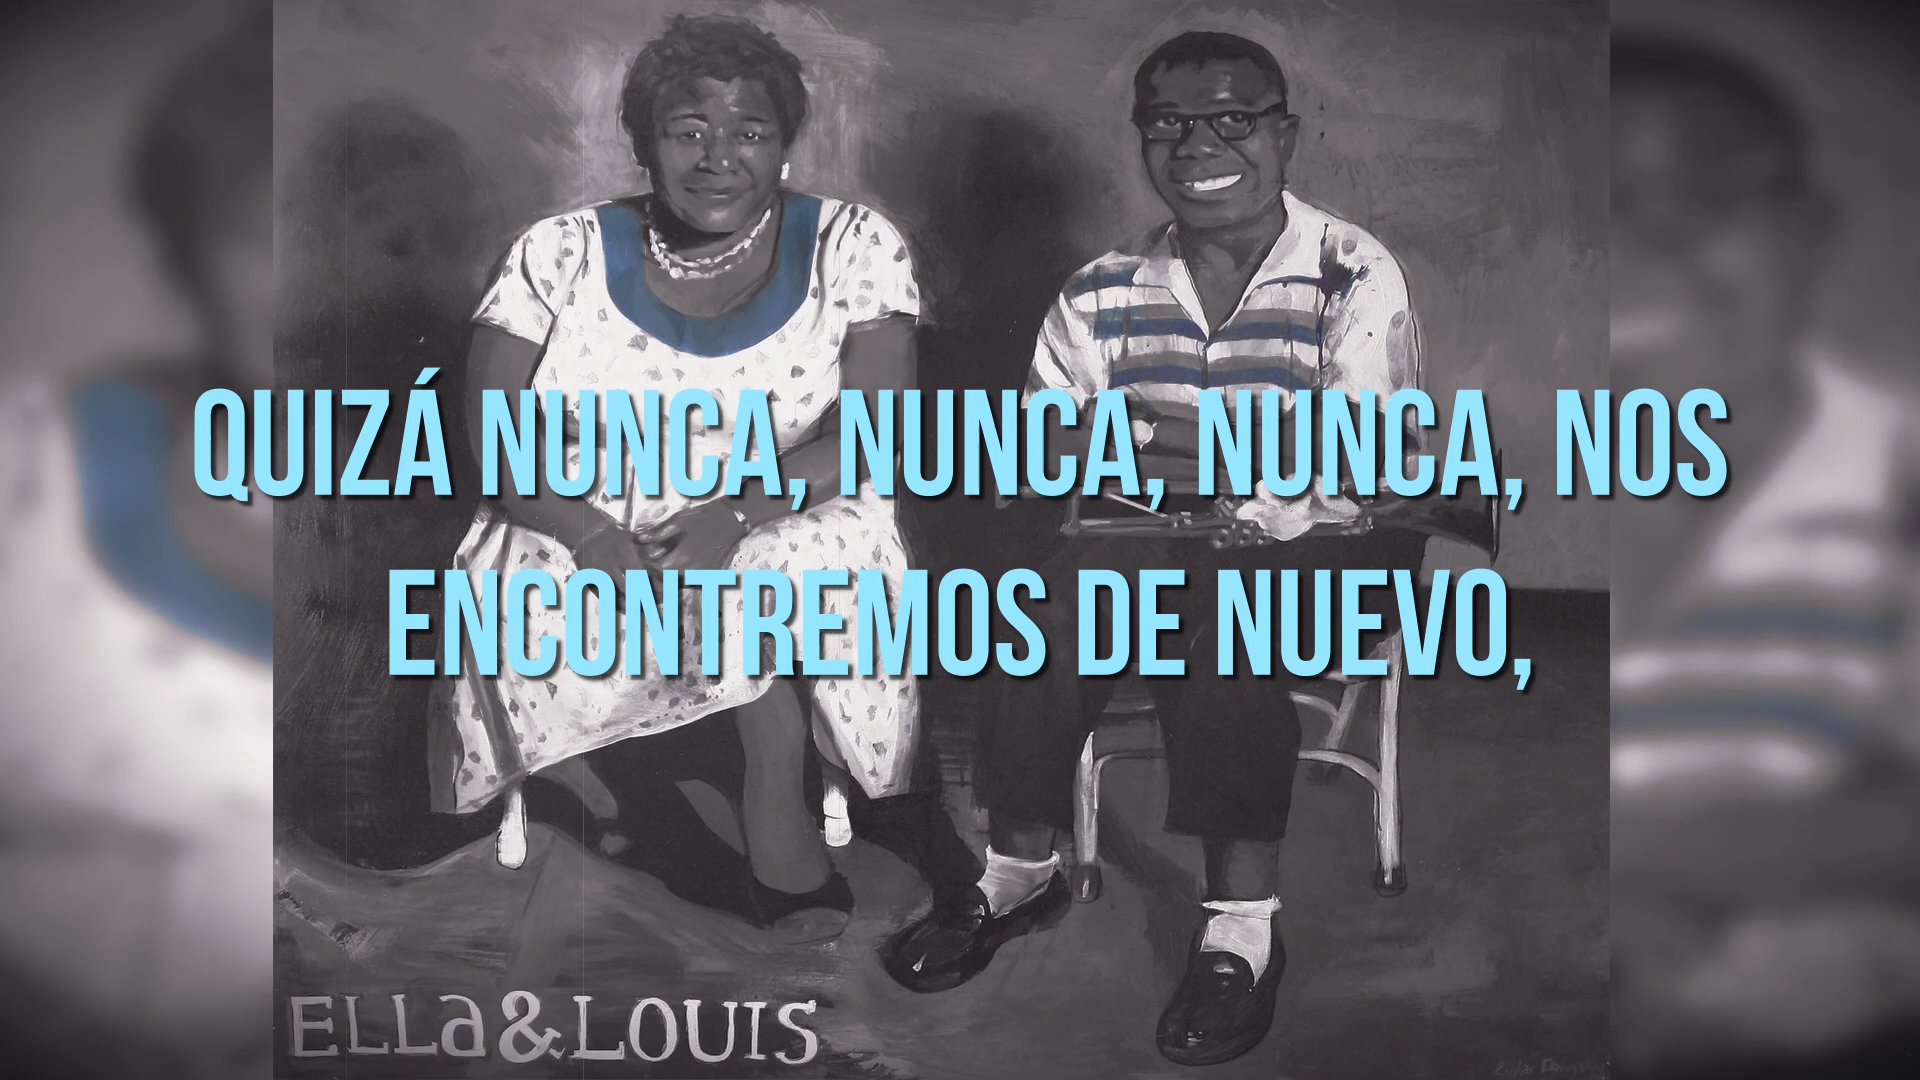 QUIZÁ NUNCA, NUNCA, NUNCA, NOS
ENCONTREMOS DE NUEVO,
ELLa&LOUIS